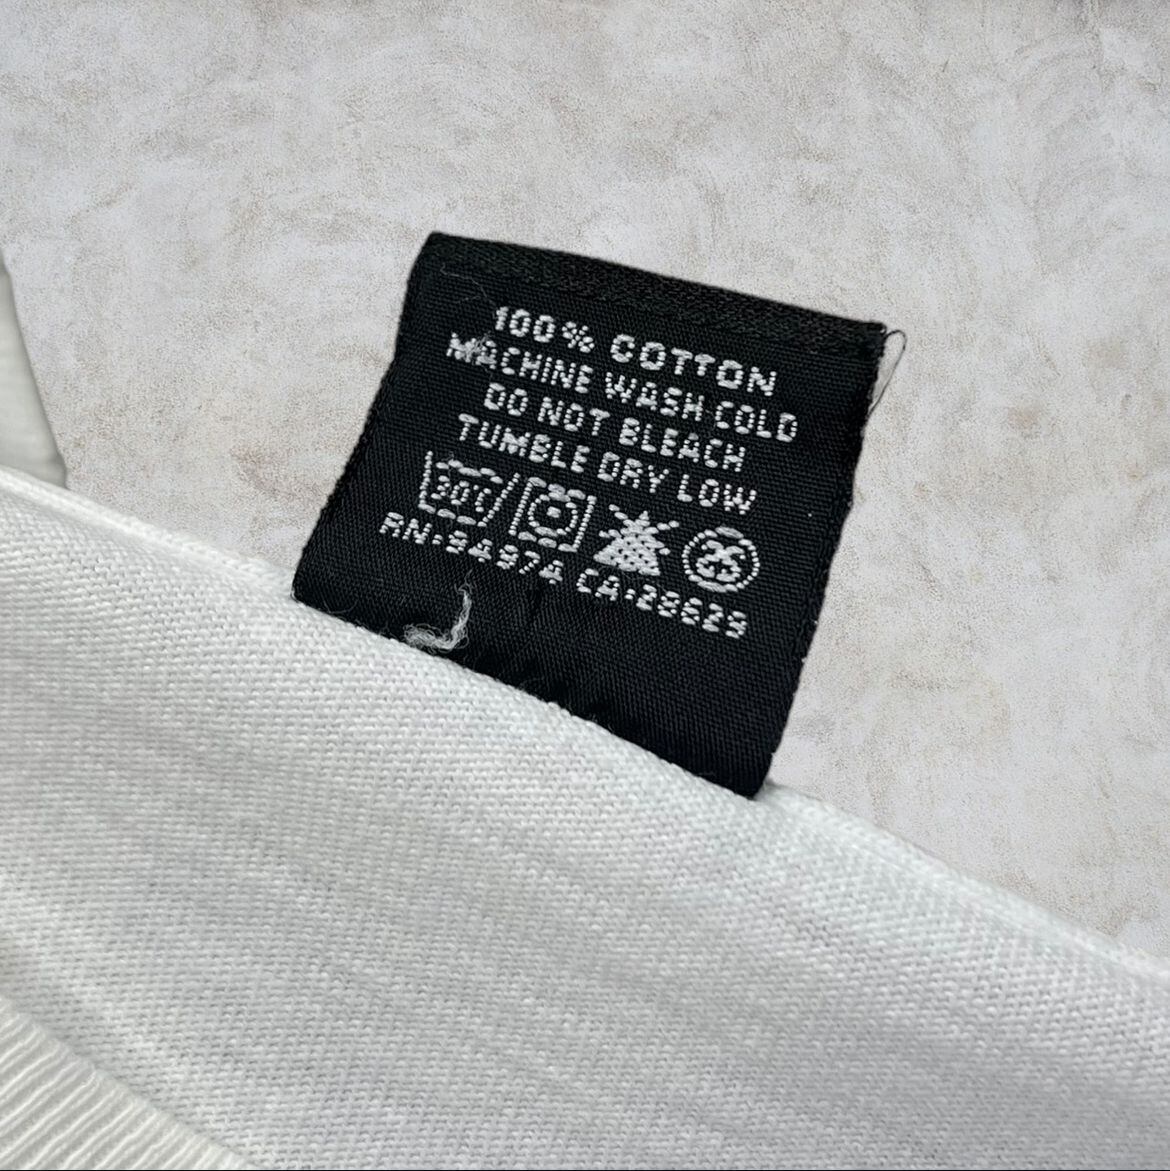 100% COTTON
MACHINE WASH COLD
DO NOT BLEACH
TUMBLE DRY LOW
30°C
RN·94974 CA·28629